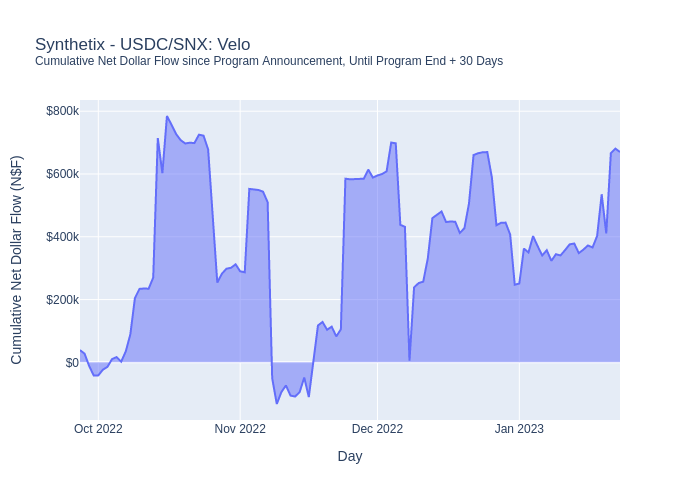 Synthetix - USDC/SNX: Velo
Cumulative Net Dollar Flow since Program Announcement, Until Program End + 30 Days
$800k
$600k
$400k
$200k
$0
Cumulative Net Dollar Flow (N$F)
Oct 2022
Nov 2022
Dec 2022
Jan 2023
Day